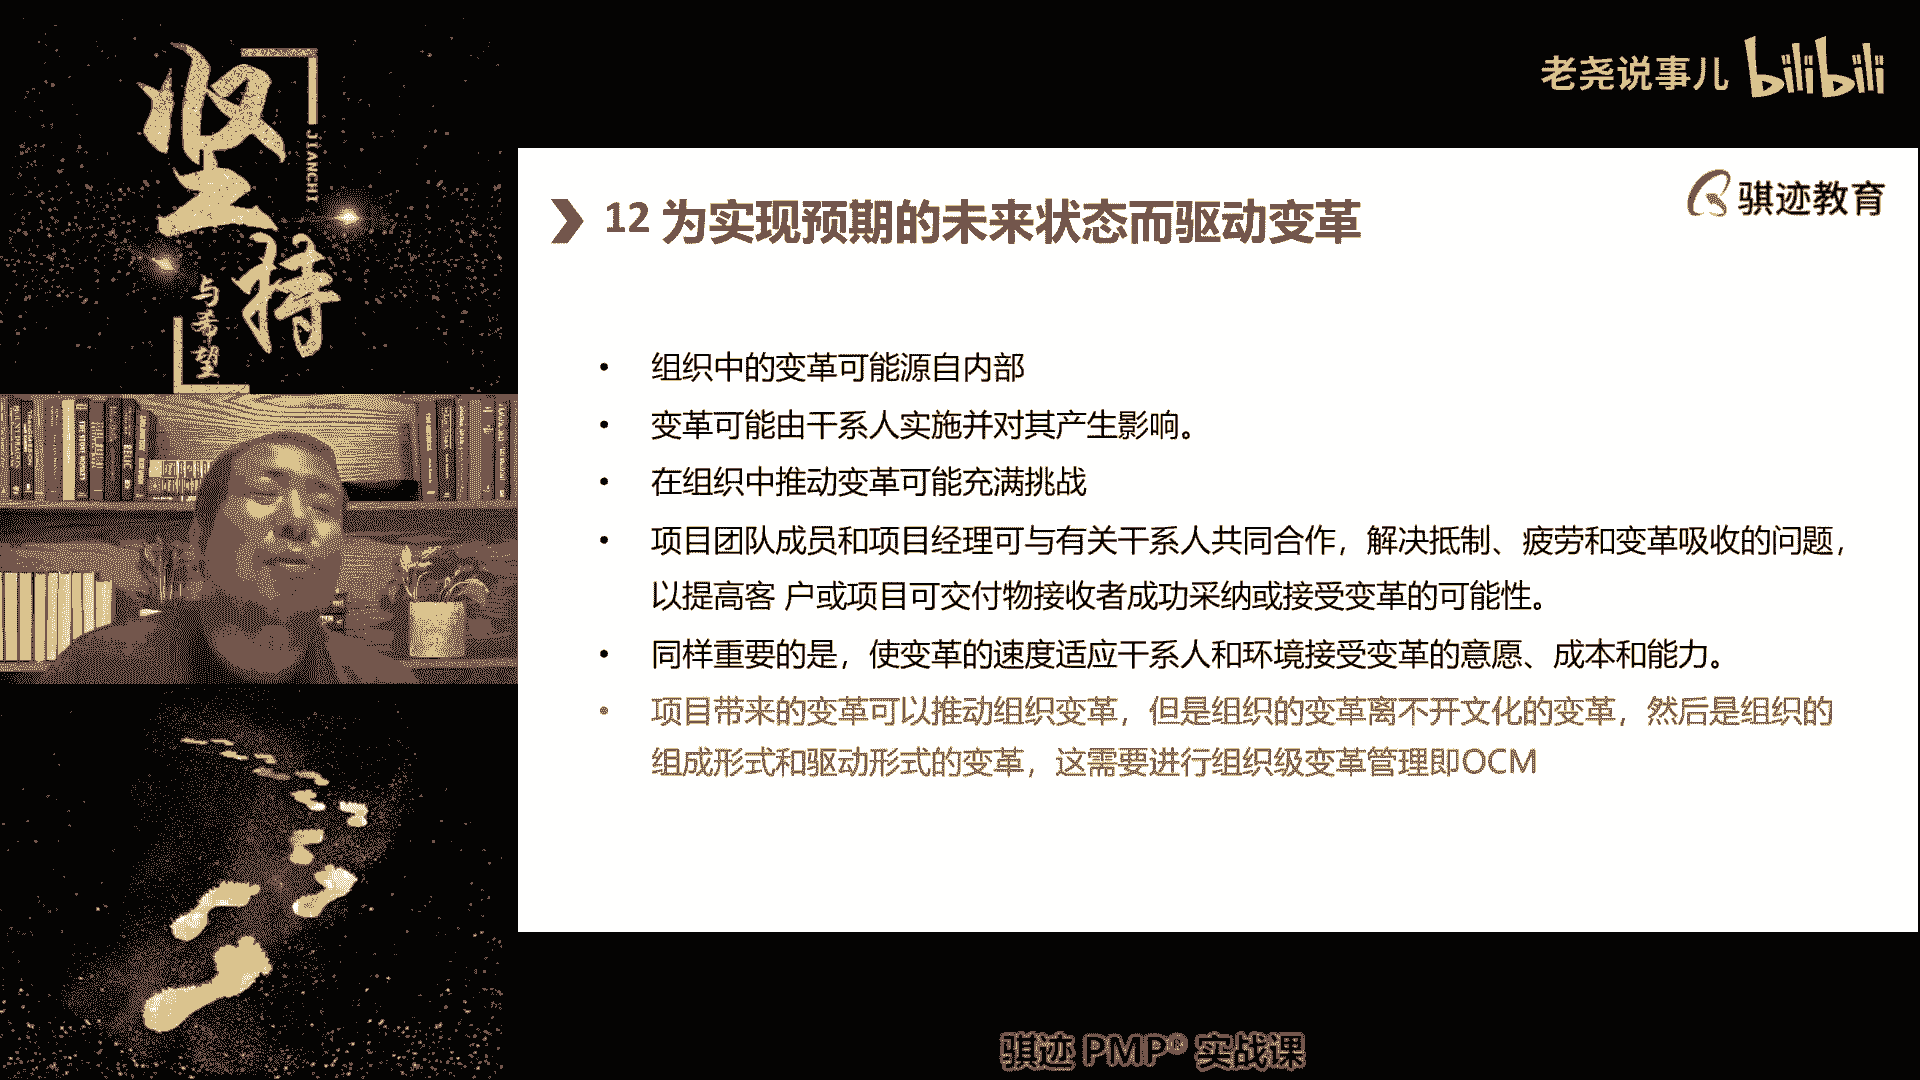 坚持
JIANCHI
与希望
老尧说事儿 bilibili
骐迹教育
12 为实现预期的未来状态而驱动变革
• 组织中的变革可能源自内部
• 变革可能由干系人实施并对其产生影响。
• 在组织中推动变革可能充满挑战
• 项目团队成员和项目经理可与有关干系人共同合作，解决抵制、疲劳和变革吸收的问题，
以提高客 户或项目可交付物接收者成功采纳或接受变革的可能性。
• 同样重要的是，使变革的速度适应干系人和环境接受变革的意愿、成本和能力。
• 项目带来的变革可以推动组织变革，但是组织的变革离不开文化的变革，然后是组织的
组成形式和驱动形式的变革，这需要进行组织级变革管理即OCM
骐迹 PMP® 实战课